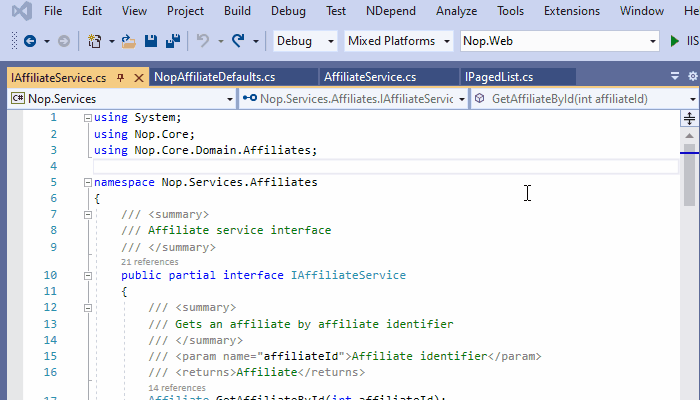 File Edit View Project Build Debug Test NDepend Analyze Tools Extensions Window He
Debug Mixed Platforms Nop.Web IIS
IAffiliateService.cs NopAffiliateDefaults.cs AffiliateService.cs IPagedList.cs
C# Nop.Services Nop.Services.Affiliates.IAffiliateServic GetAffiliateById(int affiliateId)
1 using System;
2 using Nop.Core;
3 using Nop.Core.Domain.Affiliates;
4
5 namespace Nop.Services.Affiliates
6 {
7 /// <summary>
8 /// Affiliate service interface
9 /// </summary>
21 references
10 public partial interface IAffiliateService
11 {
12 /// <summary>
13 /// Gets an affiliate by affiliate identifier
14 /// </summary>
15 /// <param name="affiliateId">Affiliate identifier</param>
16 /// <returns>Affiliate</returns>
14 references
17 Affiliate GetAffiliateById(int affiliateId);